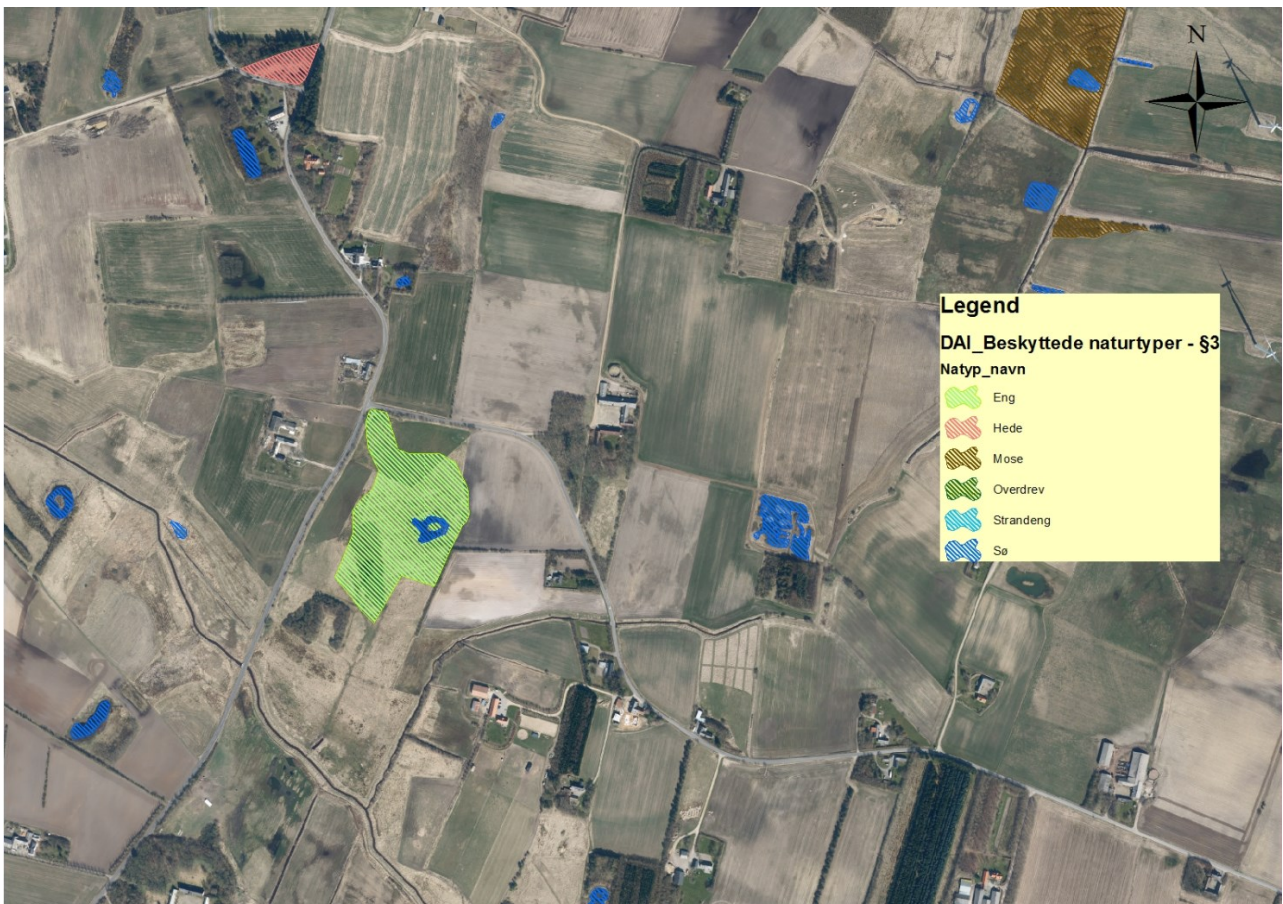 N
Legend
DAI_Beskyttede naturtyper - §3
Natyp_navn
Eng
Hede
Mose
Overdrev
Strandeng
Sø